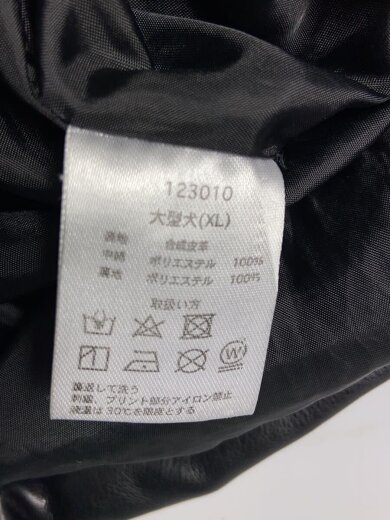 123010
大型犬(XL)
表地 合成皮革
中綿 ポリエステル 100%
裏地 ポリエステル 100%
取扱い方
W
裏返して洗う
刺繍、プリント部分アイロン禁止
液温は30℃を限度とする